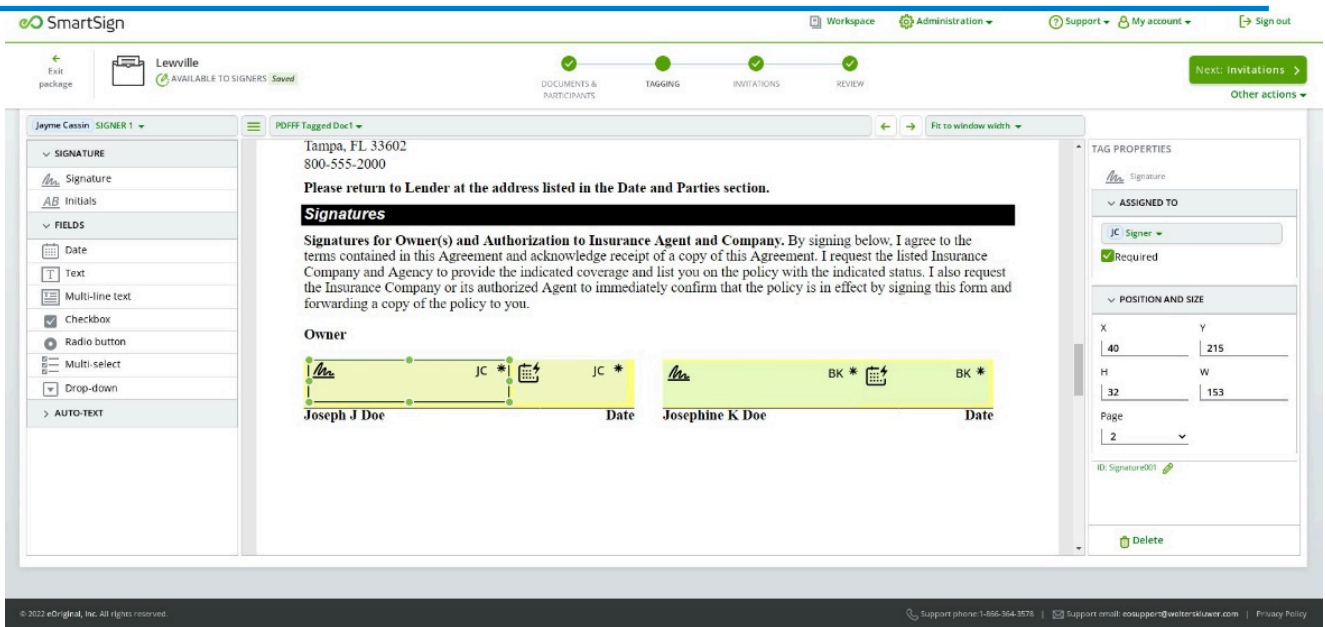 SmartSign
Workspace
Administration
Support
My account
Sign out
Exit
package
Lewville
AVAILABLE TO SIGNERS Saved
DOCUMENTS &
PARTICIPANTS
TAGGING
INVITATIONS
REVIEW
Next: Invitations
Other actions
Jayme Cassin SIGNER 1
PDFFF Tagged Doc1
Fit to window width
SIGNATURE
Signature
AB Initials
FIELDS
Date
T Text
Multi-line text
Checkbox
Radio button
Multi-select
Drop-down
AUTO-TEXT
Tampa, FL 33602
800-555-2000
Please return to Lender at the address listed in the Date and Parties section.
Signatures
Signatures for Owner(s) and Authorization to Insurance Agent and Company. By signing below, I agree to the
terms contained in this Agreement and acknowledge receipt of a copy of this Agreement. I request the listed Insurance
Company and Agency to provide the indicated coverage and list you on the policy with the indicated status. I also request
the Insurance Company or its authorized Agent to immediately confirm that the policy is in effect by signing this form and
forwarding a copy of the policy to you.
Owner
JC * JC * BK * BK *
Joseph J Doe Date Josephine K Doe Date
TAG PROPERTIES
Signature
ASSIGNED TO
JC Signer
Required
POSITION AND SIZE
X Y
40 215
H W
32 153
Page
2
ID: Signature001
Delete
© 2022 eOriginal, Inc. All rights reserved.
Support phone:1-866-364-3578 | Support email: eosupport@wolterskluwer.com | Privacy Policy